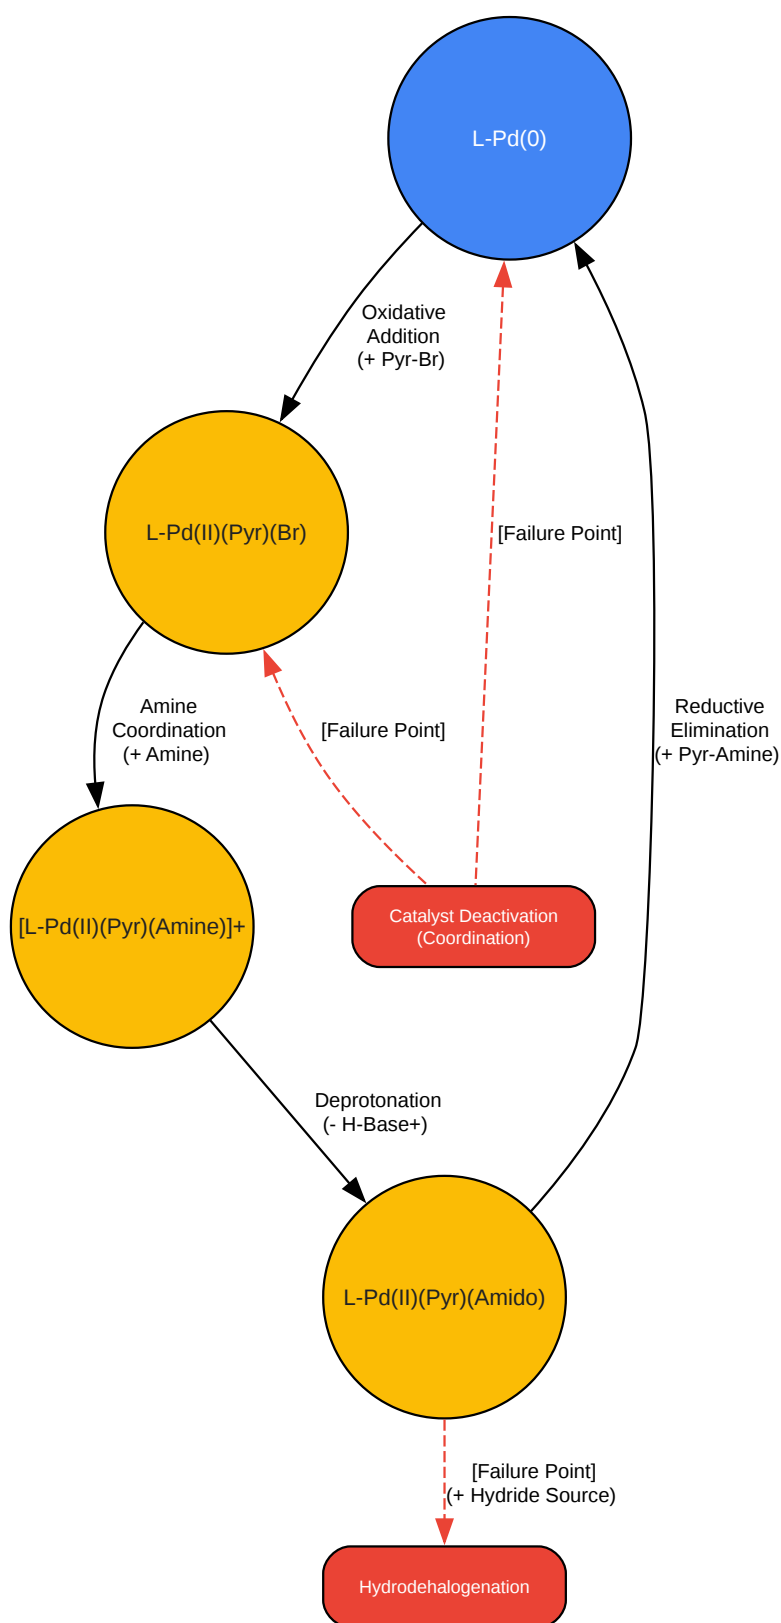 L-Pd(0)
Oxidative
Addition
(+ Pyr-Br)
L-Pd(II)(Pyr)(Br)
[Failure Point]
Amine
Coordination
(+ Amine)
[Failure Point]
Reductive
Elimination
(+ Pyr-Amine)
[L-Pd(II)(Pyr)(Amine)]+
Catalyst Deactivation
(Coordination)
Deprotonation
(- H-Base+)
L-Pd(II)(Pyr)(Amido)
[Failure Point]
(+ Hydride Source)
Hydrodehalogenation